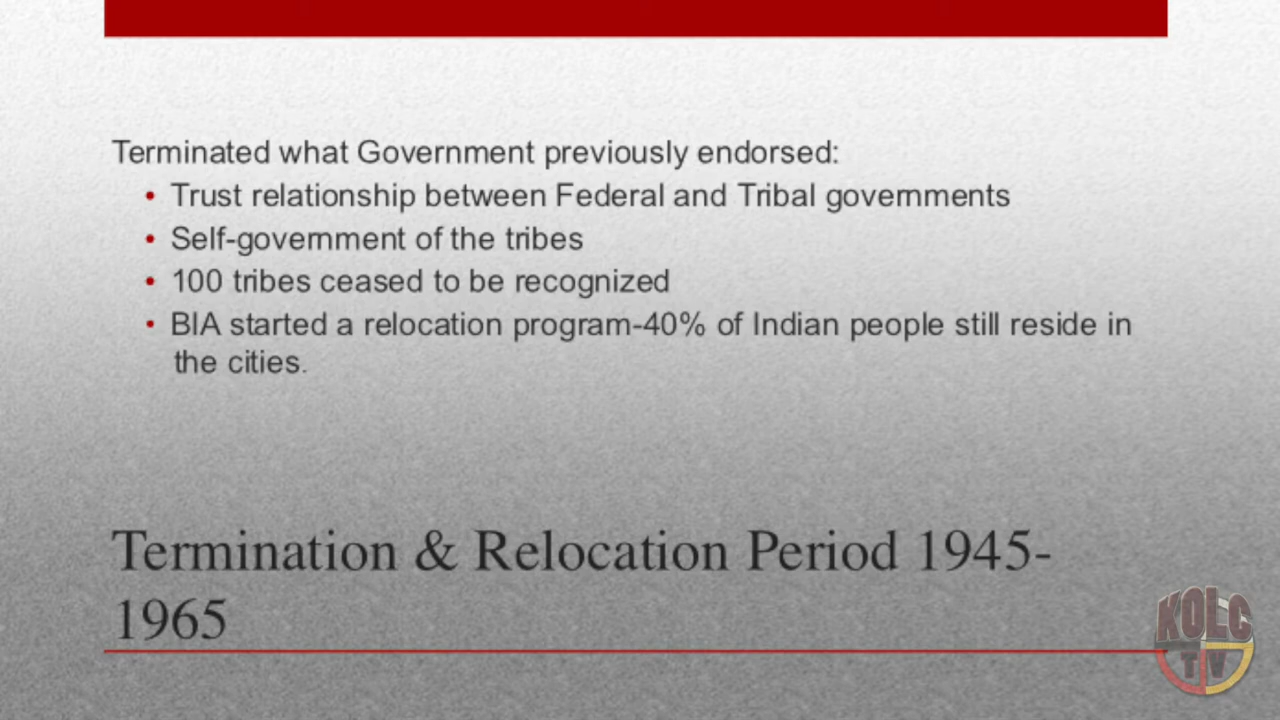 Terminated what Government previously endorsed:
• Trust relationship between Federal and Tribal governments
• Self-government of the tribes
• 100 tribes ceased to be recognized
• BIA started a relocation program-40% of Indian people still reside in
the cities.
Termination & Relocation Period 1945-
1965
KOLC
TV